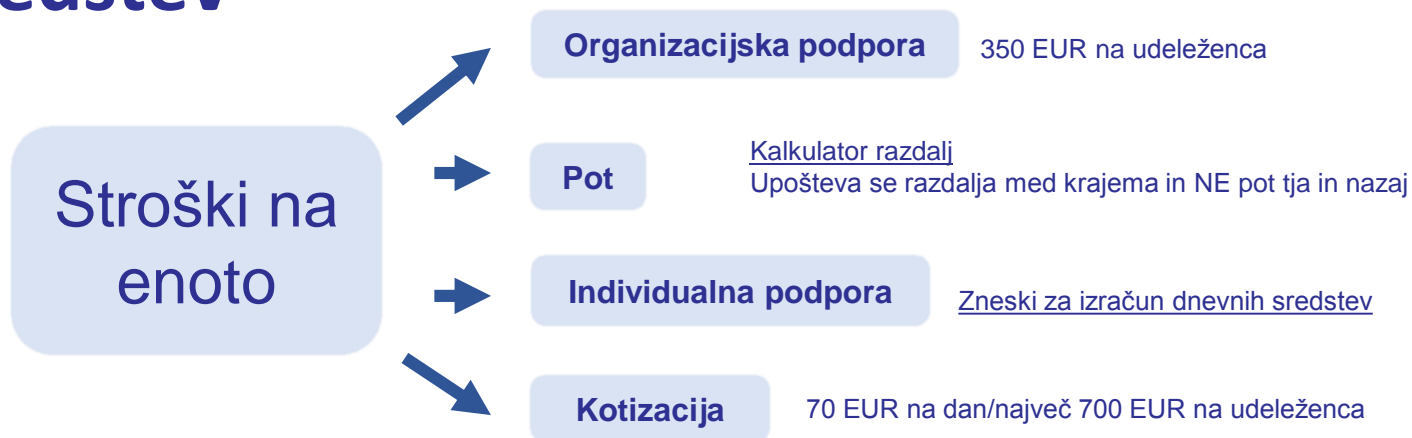 Organizacijska podpora
350 EUR na udeleženca
Stroški na
enoto
Pot
Kalkulator razdalj
Upošteva se razdalja med krajema in NE pot tja in nazaj
Individualna podpora
Zneski za izračun dnevnih sredstev
Kotizacija
70 EUR na dan/največ 700 EUR na udeleženca